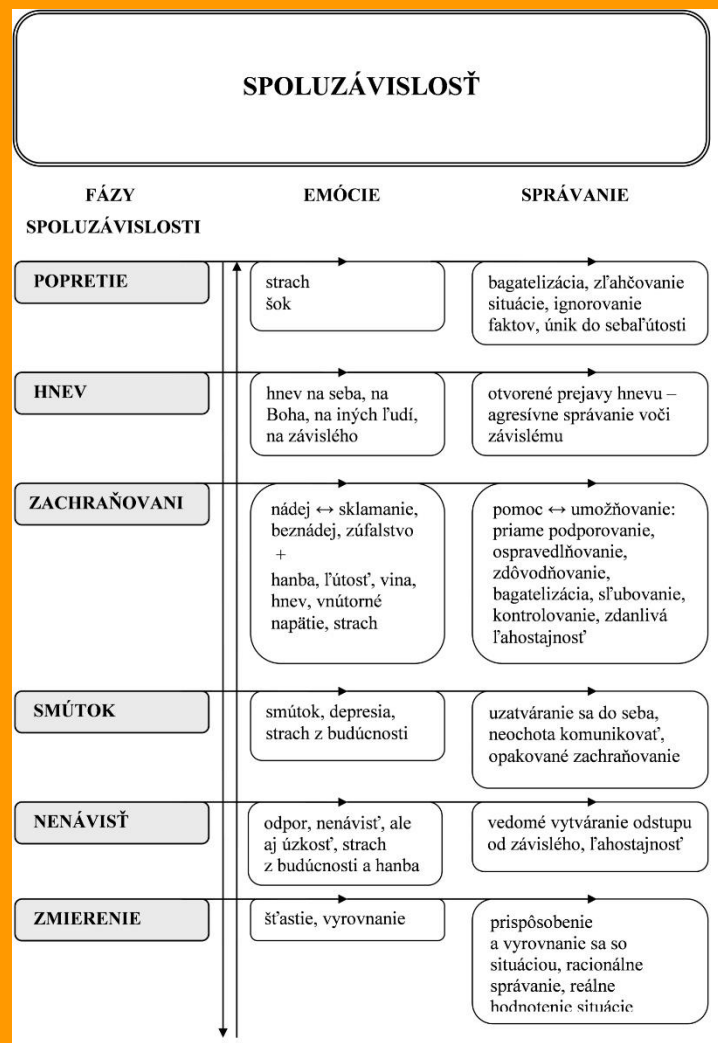 SPOLUZÁVISLOSŤ
FÁZY
SPOLUZÁVISLOSTI
EMÓCIE
SPRÁVANIE
POPRETIE
strach
šok
bagatelizácia, zľahčovanie
situácie, ignorovanie
faktov, únik do sebaľútosti
HNEV
hnev na seba, na
Boha, na iných ľudí,
na závislého
otvorené prejavy hnevu –
agresívne správanie voči
závislému
ZACHRAŇOVANI
nádej ↔ sklamanie,
beznádej, zúfalstvo
+
hanba, ľútosť, vina,
hnev, vnútorné
napätie, strach
pomoc ↔ umožňovanie:
priame podporovanie,
ospravedlňovanie,
zdôvodňovanie,
bagatelizácia, sľubovanie,
kontrolovanie, zdanlivá
ľahostajnosť
SMÚTOK
smútok, depresia,
strach z budúcnosti
uzatváranie sa do seba,
neochota komunikovať,
opakované zachraňovanie
NENÁVISŤ
odpor, nenávisť, ale
aj úzkosť, strach
z budúcnosti a hanba
vedomé vytváranie odstupu
od závislého, ľahostajnosť
ZMIERENIE
šťastie, vyrovnanie
prispôsobenie
a vyrovnanie sa so
situáciou, racionálne
správanie, reálne
hodnotenie situácie